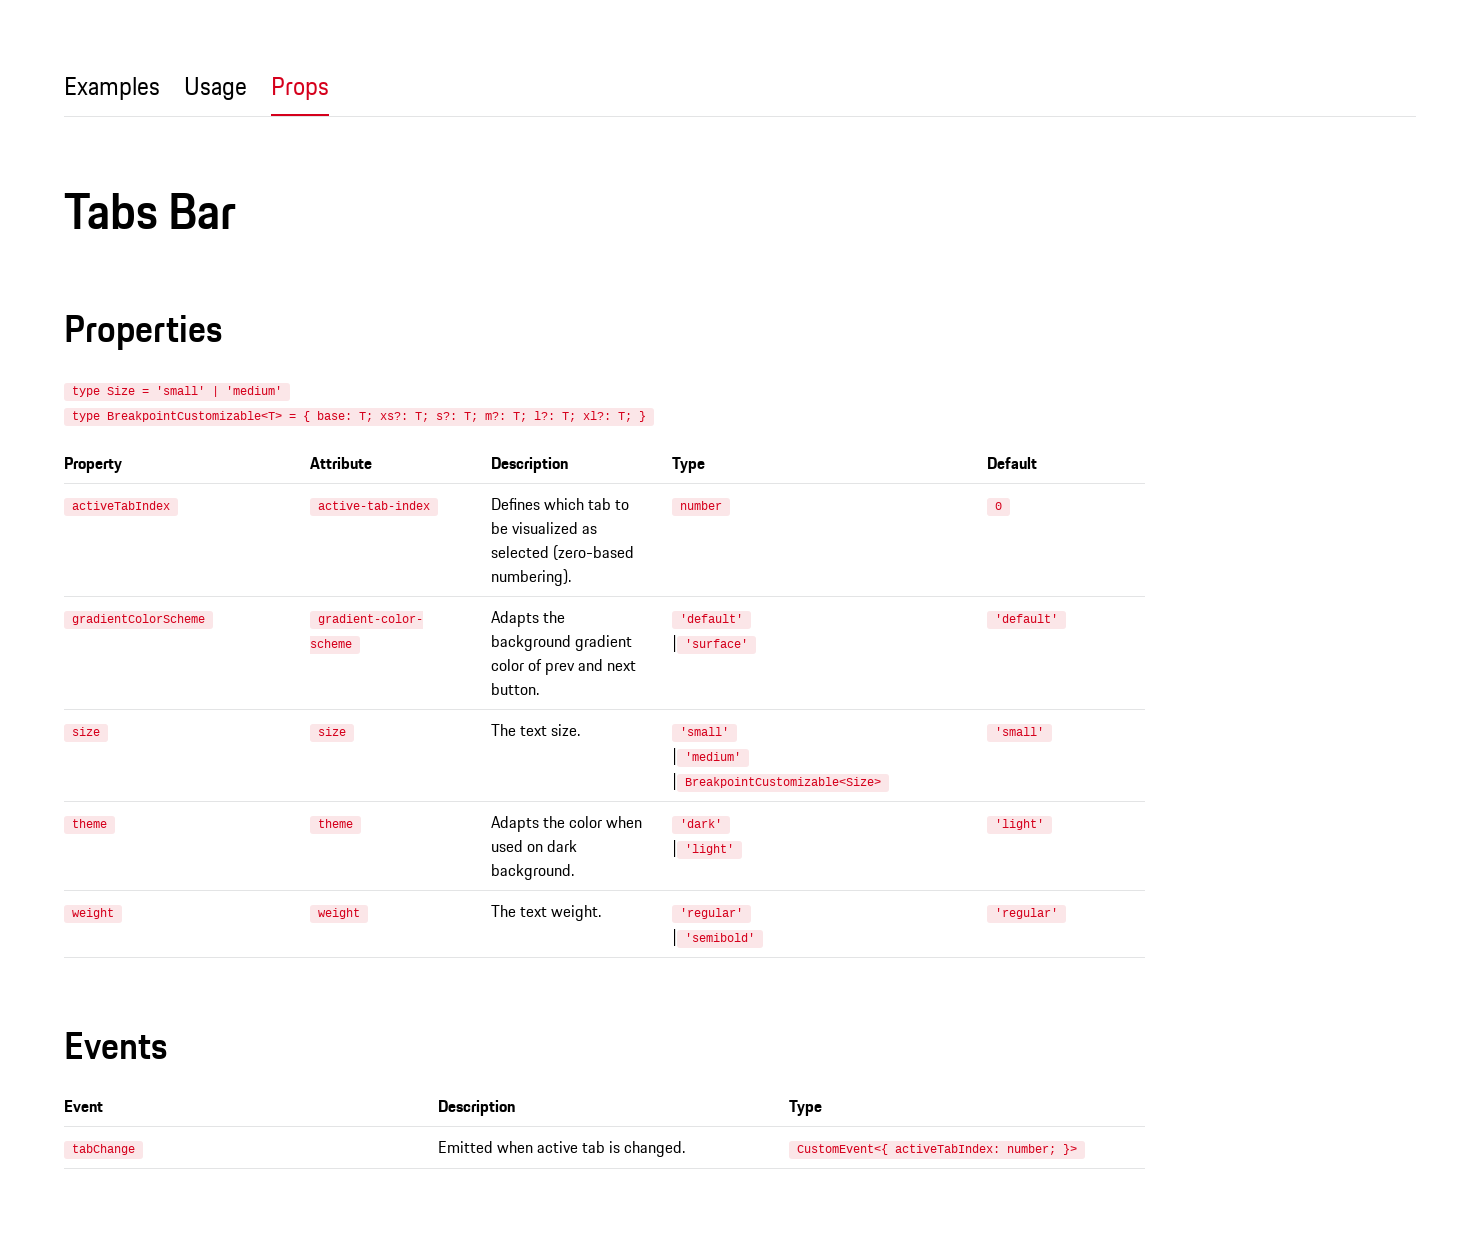 Examples Usage Props
Tabs Bar
Properties
type Size = 'small' | 'medium'
type BreakpointCustomizable<T> = { base: T; xs?: T; s?: T; m?: T; l?: T; xl?: T; }
Property Attribute Description Type Default
activeTabIndex active-tab-index Defines which tab to number 0
be visualized as
selected (zero-based
numbering).
gradientColorScheme gradient-color- Adapts the 'default' 'default'
scheme background gradient | 'surface'
color of prev and next
button.
size size The text size. 'small' 'small'
| 'medium'
| BreakpointCustomizable<Size>
theme theme Adapts the color when 'dark' 'light'
used on dark | 'light'
background.
weight weight The text weight. 'regular' 'regular'
| 'semibold'
Events
Event Description Type
tabChange Emitted when active tab is changed. CustomEvent<{ activeTabIndex: number; }>